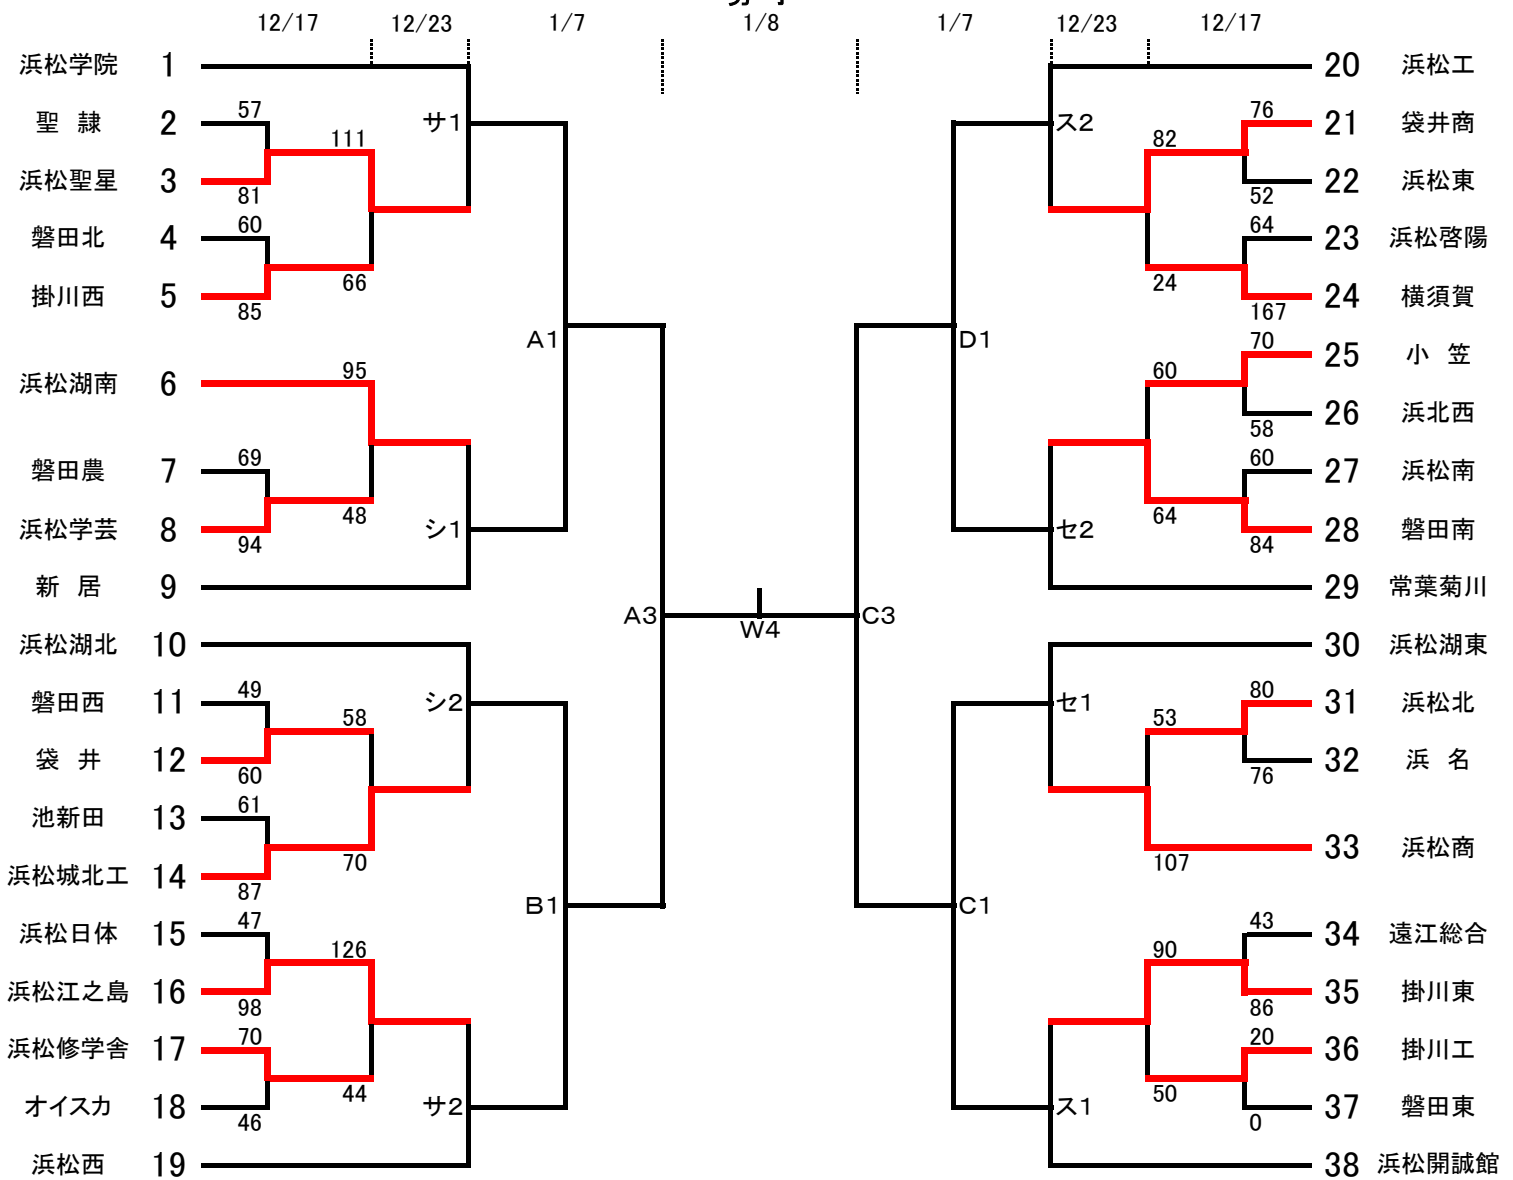 男子
12/17 12/23 1/7 1/8 1/7 12/23 12/17
浜松学院 1 20 浜松工
57 76
聖 隷 2 サ1 ス2 21 袋井商
111 82
浜松聖星 3 22 浜松東
81 52
60 64
磐田北 4 23 浜松啓陽
66 24
掛川西 5 24 横須賀
85 167
A1 D1
70
25 小 笠
95 60
浜松湖南 6
26 浜北西
58
69 60
磐田農 7 27 浜松南
48 64
浜松学芸 8 シ1 セ2 28 磐田南
94 84
新 居 9 29 常葉菊川
A3 W4 C3
浜松湖北 10 30 浜松湖東
49 80
磐田西 11 シ2 セ1 31 浜松北
58 53
袋 井 12 32 浜 名
60 76
61
池新田 13
33 浜松商
70 107
浜松城北工 14
87
B1 C1
47 43
浜松日体 15 34 遠江総合
126 90
浜松江之島 16 35 掛川東
98 86
70 20
浜松修学舎 17 36 掛川工
44 50
オイスカ 18 サ2 ス1 37 磐田東
46 0
浜松西 19 38 浜松開誠館